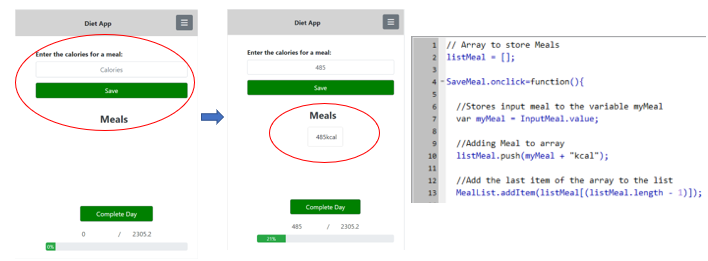 Diet App
Enter the calories for a meal:
Calories
Save
Meals
Complete Day
0 / 2305.2
0%
Diet App
Enter the calories for a meal:
485
Save
Meals
485kcal
Complete Day
485 / 2305.2
21%
1 // Array to store Meals
2 listMeal = [];
3
4 SaveMeal.onclick=function(){
5
6 //Stores input meal to the variable myMeal
7 var myMeal = InputMeal.value;
8
9 //Adding Meal to array
10 listMeal.push(myMeal + "kcal");
11
12 //Add the last item of the array to the list
13 MealList.addItem(listMeal[(listMeal.length - 1)]);